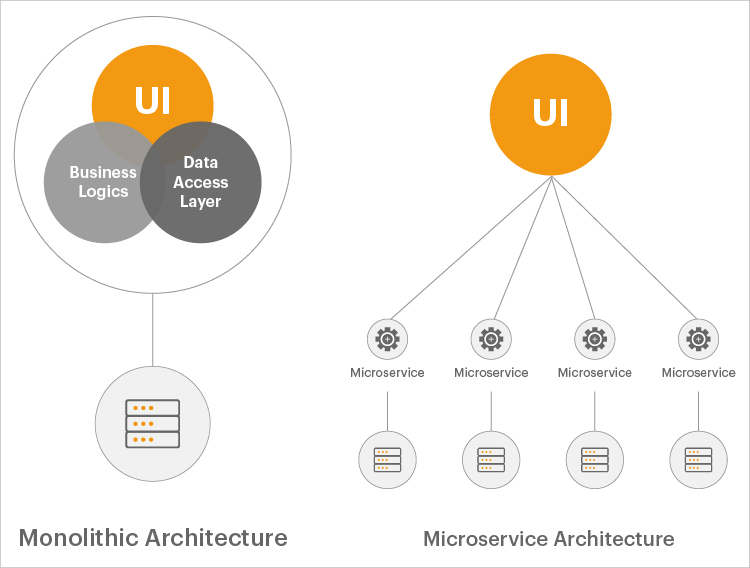 UI
Business
Logics
Data
Access
Layer
Monolithic Architecture
UI
Microservice
Microservice
Microservice
Microservice
Microservice Architecture